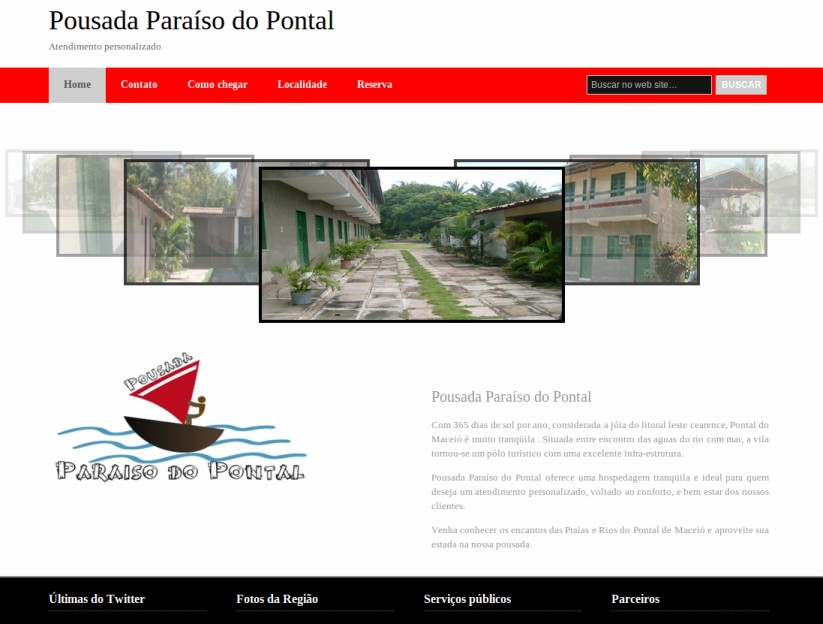 Pousada Paraíso do Pontal
Atendimento personalizado
Home Contato Como chegar Localidade Reserva Buscar no web site... BUSCAR
POUSADA
PARAISO DO PONTAL
Pousada Paraíso do Pontal
Com 365 dias de sol por ano, considerada a jóia do litoral leste cearence, Pontal do
Maceió é muito tranqüila . Situada entre encontro das aguas do rio com mar, a vila
tornou-se um pólo turístico com uma excelente infra-estrutura.
Pousada Paraíso do Pontal oferece uma hospedagem tranqüila e ideal para quem
deseja um atendimento personalizado, voltado ao conforto, e bem estar dos nossos
clientes.
Venha conhecer os encantos das Praias e Rios do Pontal de Maceió e aproveite sua
estada na nossa pousada.
Últimas do Twitter Fotos da Região Serviços públicos Parceiros